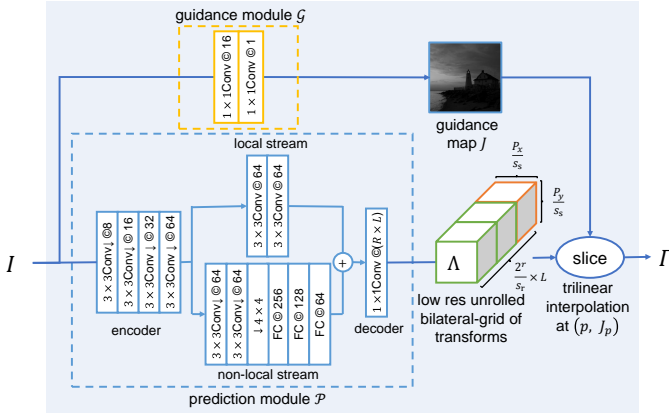 guidance module 𝒢
1 × 1Conv © 16
1 × 1Conv © 1
guidance
map J
I
local stream
3 × 3Conv © 64
3 × 3Conv © 64
3 × 3Conv↓ ©8
3 × 3Conv↓ © 16
3 × 3Conv↓ © 32
3 × 3Conv↓ © 64
encoder
3 × 3Conv↓ © 64
3 × 3Conv↓ © 64
↓ 4 × 4
FC © 256
FC © 128
FC © 64
non-local stream
+
1 × 1Conv ©(R × L)
decoder
prediction module 𝒫
P_x/s_s
P_y/s_s
2^r/s_r × L
Λ
low res unrolled
bilateral-grid of
transforms
slice
trilinear
interpolation
at (p, J_p)
Γ